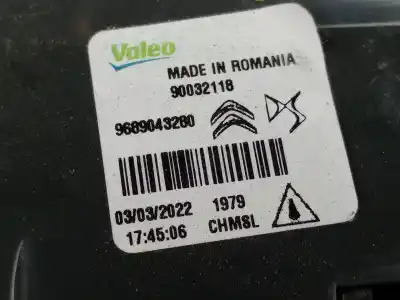 Valeo
MADE IN ROMANIA
90032118
9689043280
03/03/2022 1979
17:45:06 CHMSL